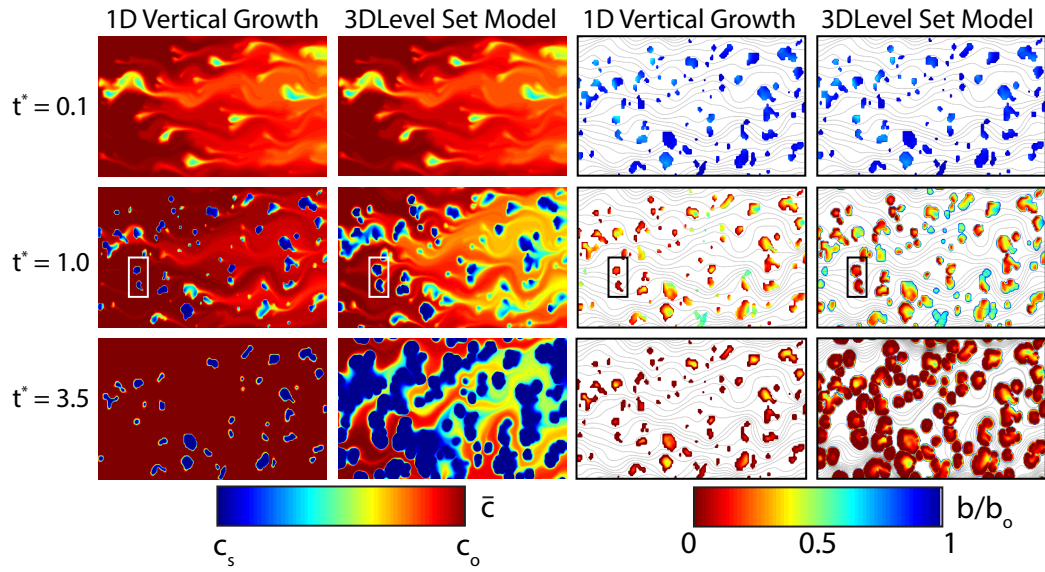 1D Vertical Growth 3DLevel Set Model 1D Vertical Growth 3DLevel Set Model
t* = 0.1
t* = 1.0
t* = 3.5
c̄ b/bₒ
cₛ cₒ 0 0.5 1